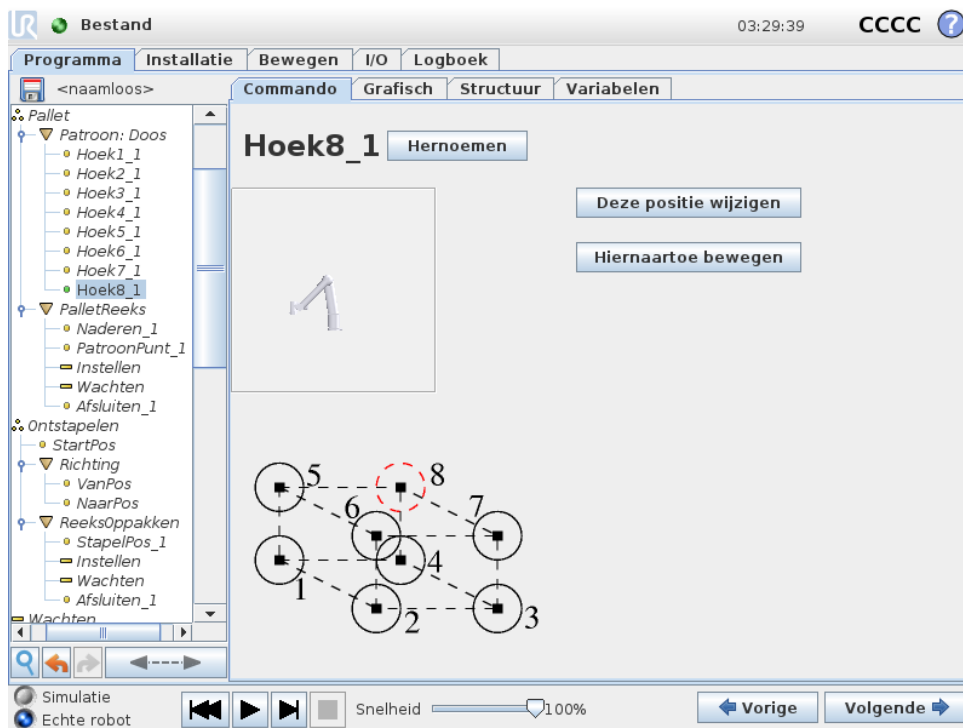 UR Bestand 03:29:39 CCCC ?
Programma Installatie Bewegen I/O Logboek
<naamloos>
Commando Grafisch Structuur Variabelen
Pallet
Patroon: Doos
Hoek1_1
Hoek2_1
Hoek3_1
Hoek4_1
Hoek5_1
Hoek6_1
Hoek7_1
Hoek8_1
PalletReeks
Naderen_1
PatroonPunt_1
Instellen
Wachten
Afsluiten_1
Ontstapelen
StartPos
Richting
VanPos
NaarPos
ReeksOppakken
StapelPos_1
Instellen
Wachten
Afsluiten_1
Wachten
Hoek8_1 Hernoemen
Deze positie wijzigen
Hiernaartoe bewegen
5 8
6 7
1 4
2 3
Simulatie
Echte robot
Snelheid 100%
Vorige Volgende